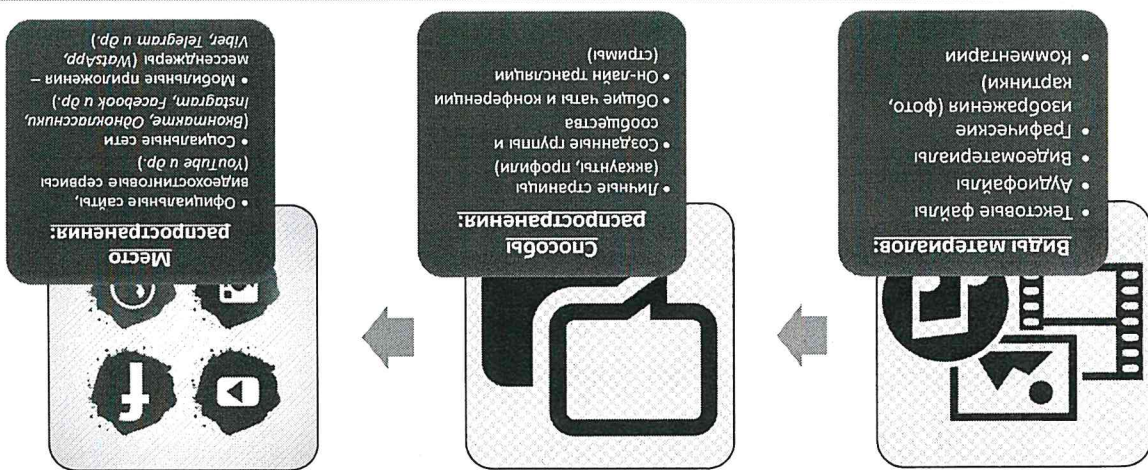 Виды материалов:
• Текстовые файлы
• Аудиофайлы
• Видеоматериалы
• Графические
изображения (фото,
картинки)
• Комментарии
Способы
распространения:
• Личные страницы
(аккаунты, профили)
• Созданные группы и
сообщества
• Общие чаты и конференции
• Он-лайн трансляции
(стримы)
Место
распространения:
• Официальные сайты,
видеохостинговые сервисы
(YouTube и др.)
• Социальные сети
(Вконтакте, Одноклассники,
Instagram, Facebook и др.)
• Мобильные приложения –
мессенджеры (WatsApp,
Viber, Telegram и др.)